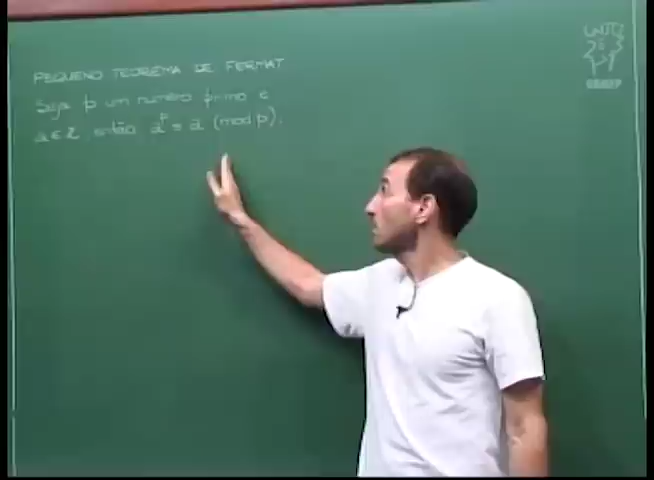 PEQUENO TEOREMA DE FERMAT
Seja p um número primo e
a ∈ Z, então a^p ≡ a (mod p).